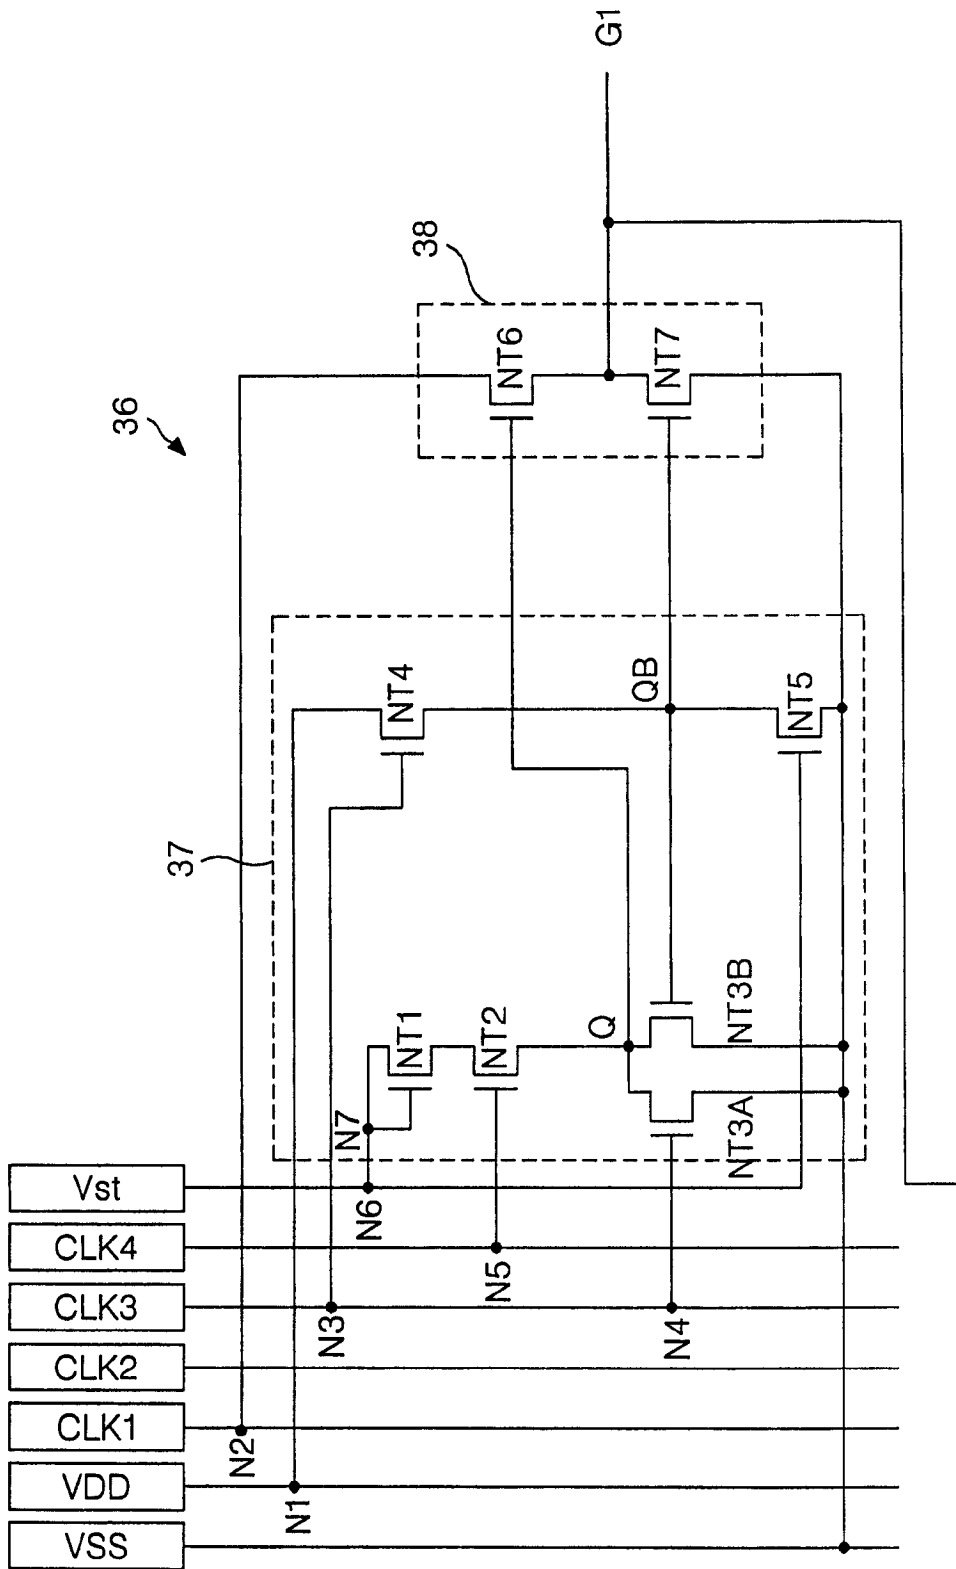 G1
38
36
NT6
NT7
37
NT4
QB
NT5
Q
NT1
NT2
NT3B
NT3A
N7
N6
N5
N3
N4
N2
N1
Vst
CLK4
CLK3
CLK2
CLK1
VDD
VSS